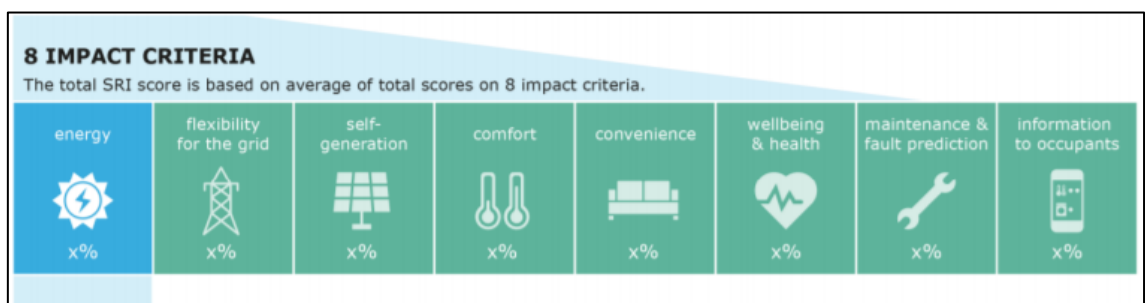 8 IMPACT CRITERIA
The total SRI score is based on average of total scores on 8 impact criteria.
energy
x%
flexibility
for the grid
x%
self-
generation
x%
comfort
x%
convenience
x%
wellbeing
& health
x%
maintenance &
fault prediction
x%
information
to occupants
x%